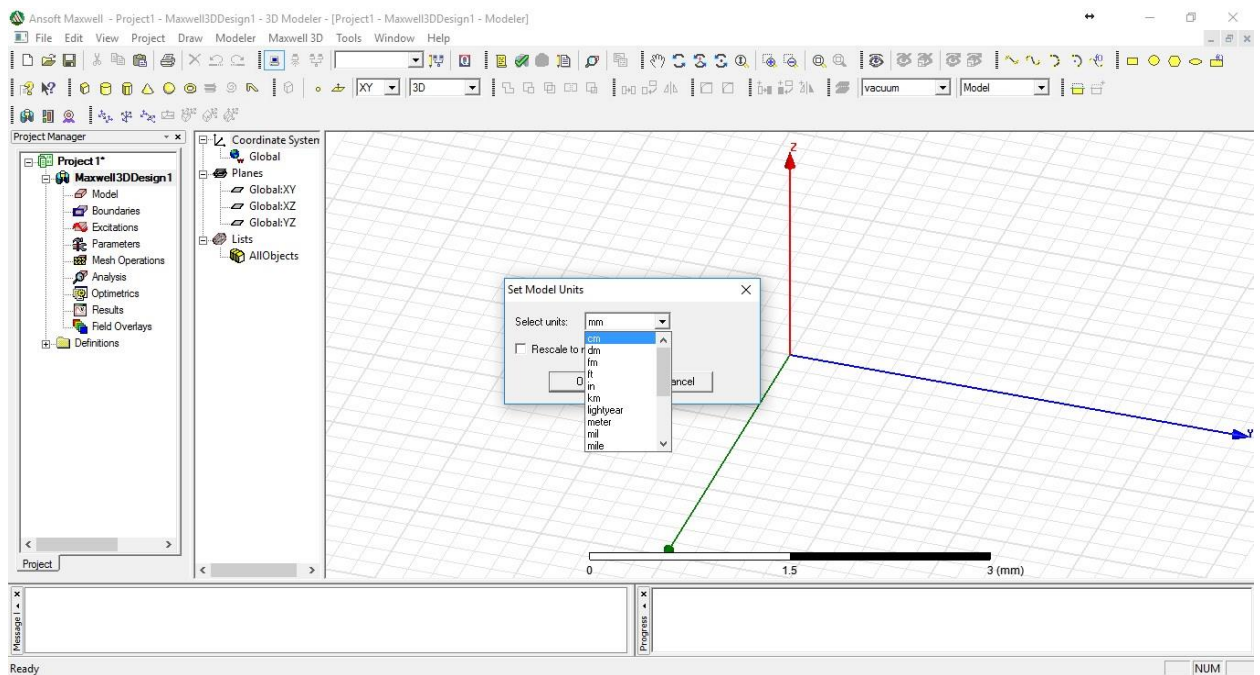 Ansoft Maxwell - Project1 - Maxwell3DDesign1 - 3D Modeler - [Project1 - Maxwell3DDesign1 - Modeler]
File Edit View Project Draw Modeler Maxwell 3D Tools Window Help
XY 3D vacuum Model
Project Manager
Project1*
Maxwell3DDesign1
Model
Boundaries
Excitations
Parameters
Mesh Operations
Analysis
Optimetrics
Results
Field Overlays
Definitions
Project
Coordinate System
Global
Planes
Global:XY
Global:XZ
Global:YZ
Lists
AllObjects
Z
Y
Set Model Units
Select units: mm
Rescale to
cm
dm
fm
ft
in
km
lightyear
meter
mil
mile
O
ancel
0 1.5 3 (mm)
Progress
Ready
NUM